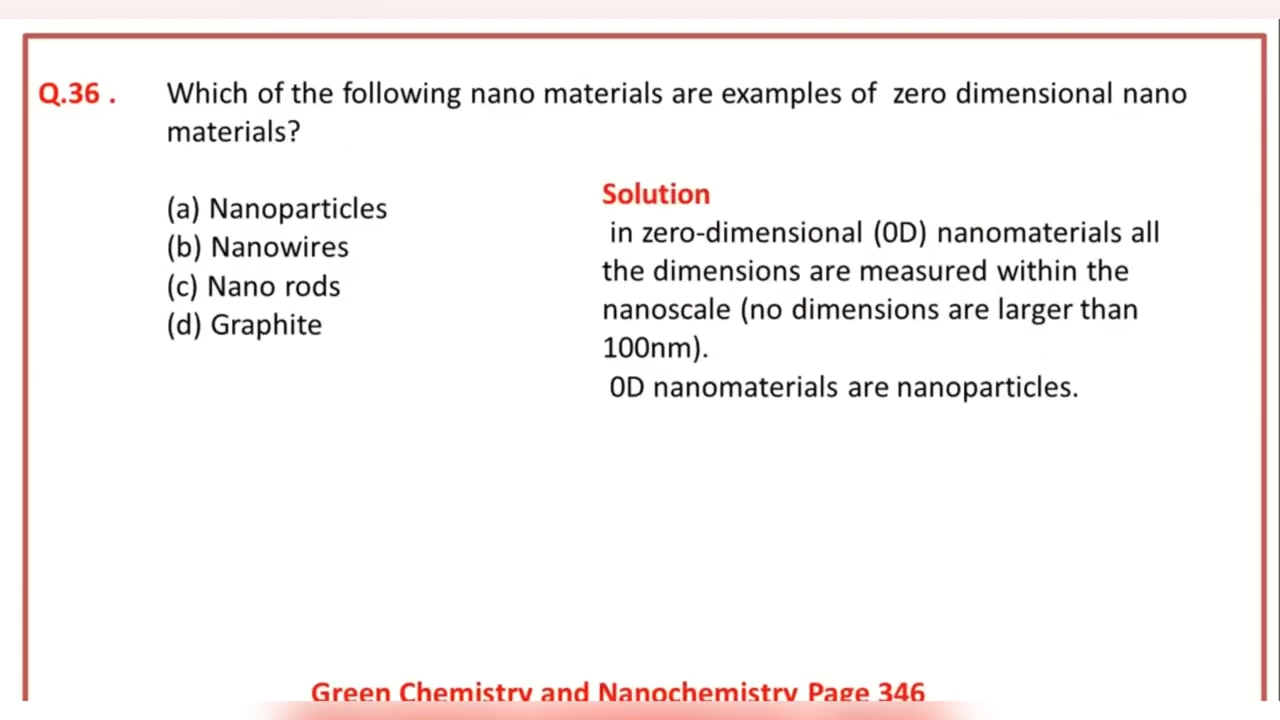 Q.36 . Which of the following nano materials are examples of zero dimensional nano
materials?
(a) Nanoparticles
(b) Nanowires
(c) Nano rods
(d) Graphite
Solution
in zero-dimensional (0D) nanomaterials all
the dimensions are measured within the
nanoscale (no dimensions are larger than
100nm).
0D nanomaterials are nanoparticles.
Green Chemistry and Nanochemistry Page 346